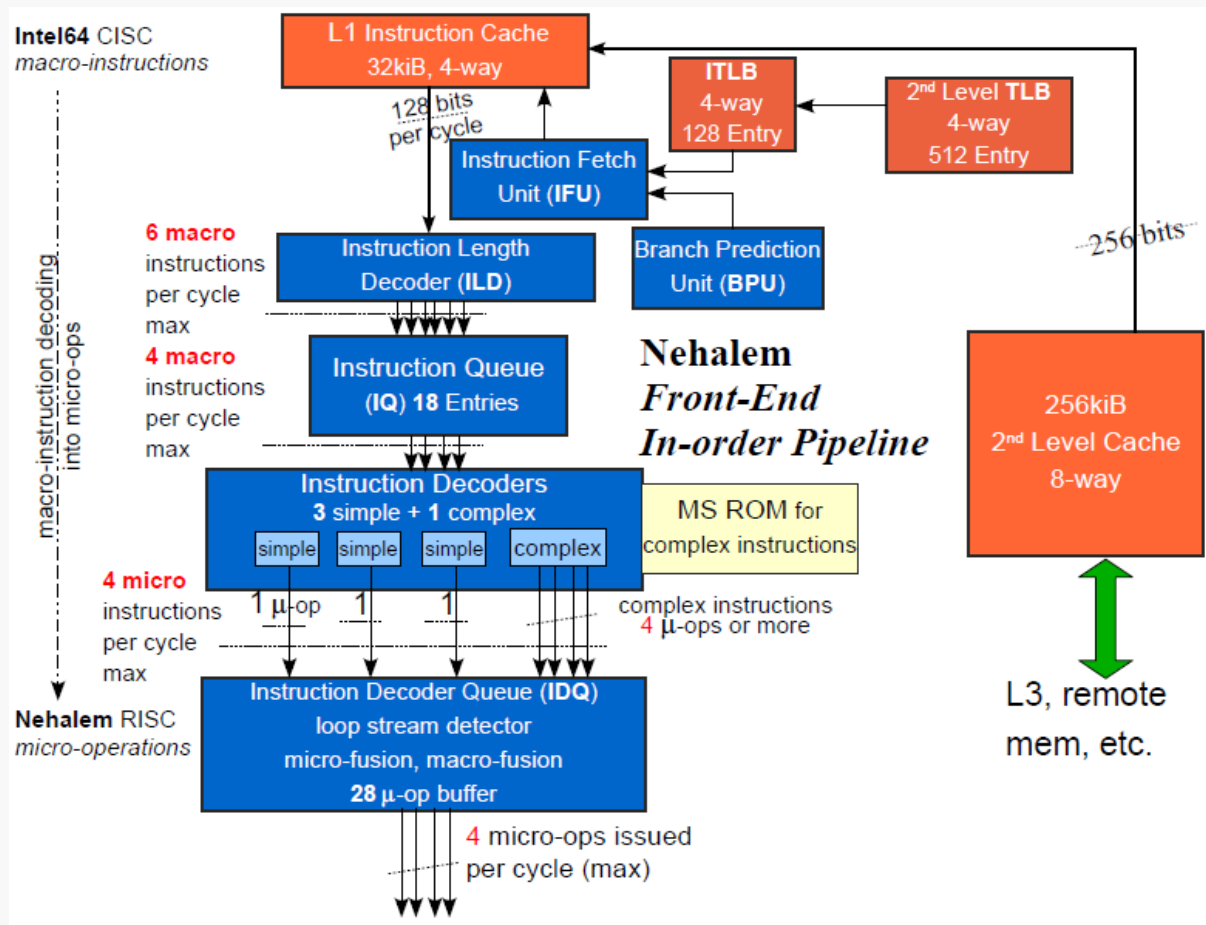 Intel64 CISC
macro-instructions
L1 Instruction Cache
32kiB, 4-way
ITLB
4-way
128 Entry
2nd Level TLB
4-way
512 Entry
128 bits
per cycle
Instruction Fetch
Unit (IFU)
Branch Prediction
Unit (BPU)
256 bits
6 macro
instructions
per cycle
max
Instruction Length
Decoder (ILD)
macro-instruction decoding
into micro-ops
4 macro
instructions
per cycle
max
Instruction Queue
(IQ) 18 Entries
Nehalem
Front-End
In-order Pipeline
256kiB
2nd Level Cache
8-way
Instruction Decoders
3 simple + 1 complex
simple
simple
simple
complex
MS ROM for
complex instructions
4 micro
instructions
per cycle
max
1 μ-op
1
1
complex instructions
4 μ-ops or more
L3, remote
mem, etc.
Nehalem RISC
micro-operations
Instruction Decoder Queue (IDQ)
loop stream detector
micro-fusion, macro-fusion
28 μ-op buffer
4 micro-ops issued
per cycle (max)